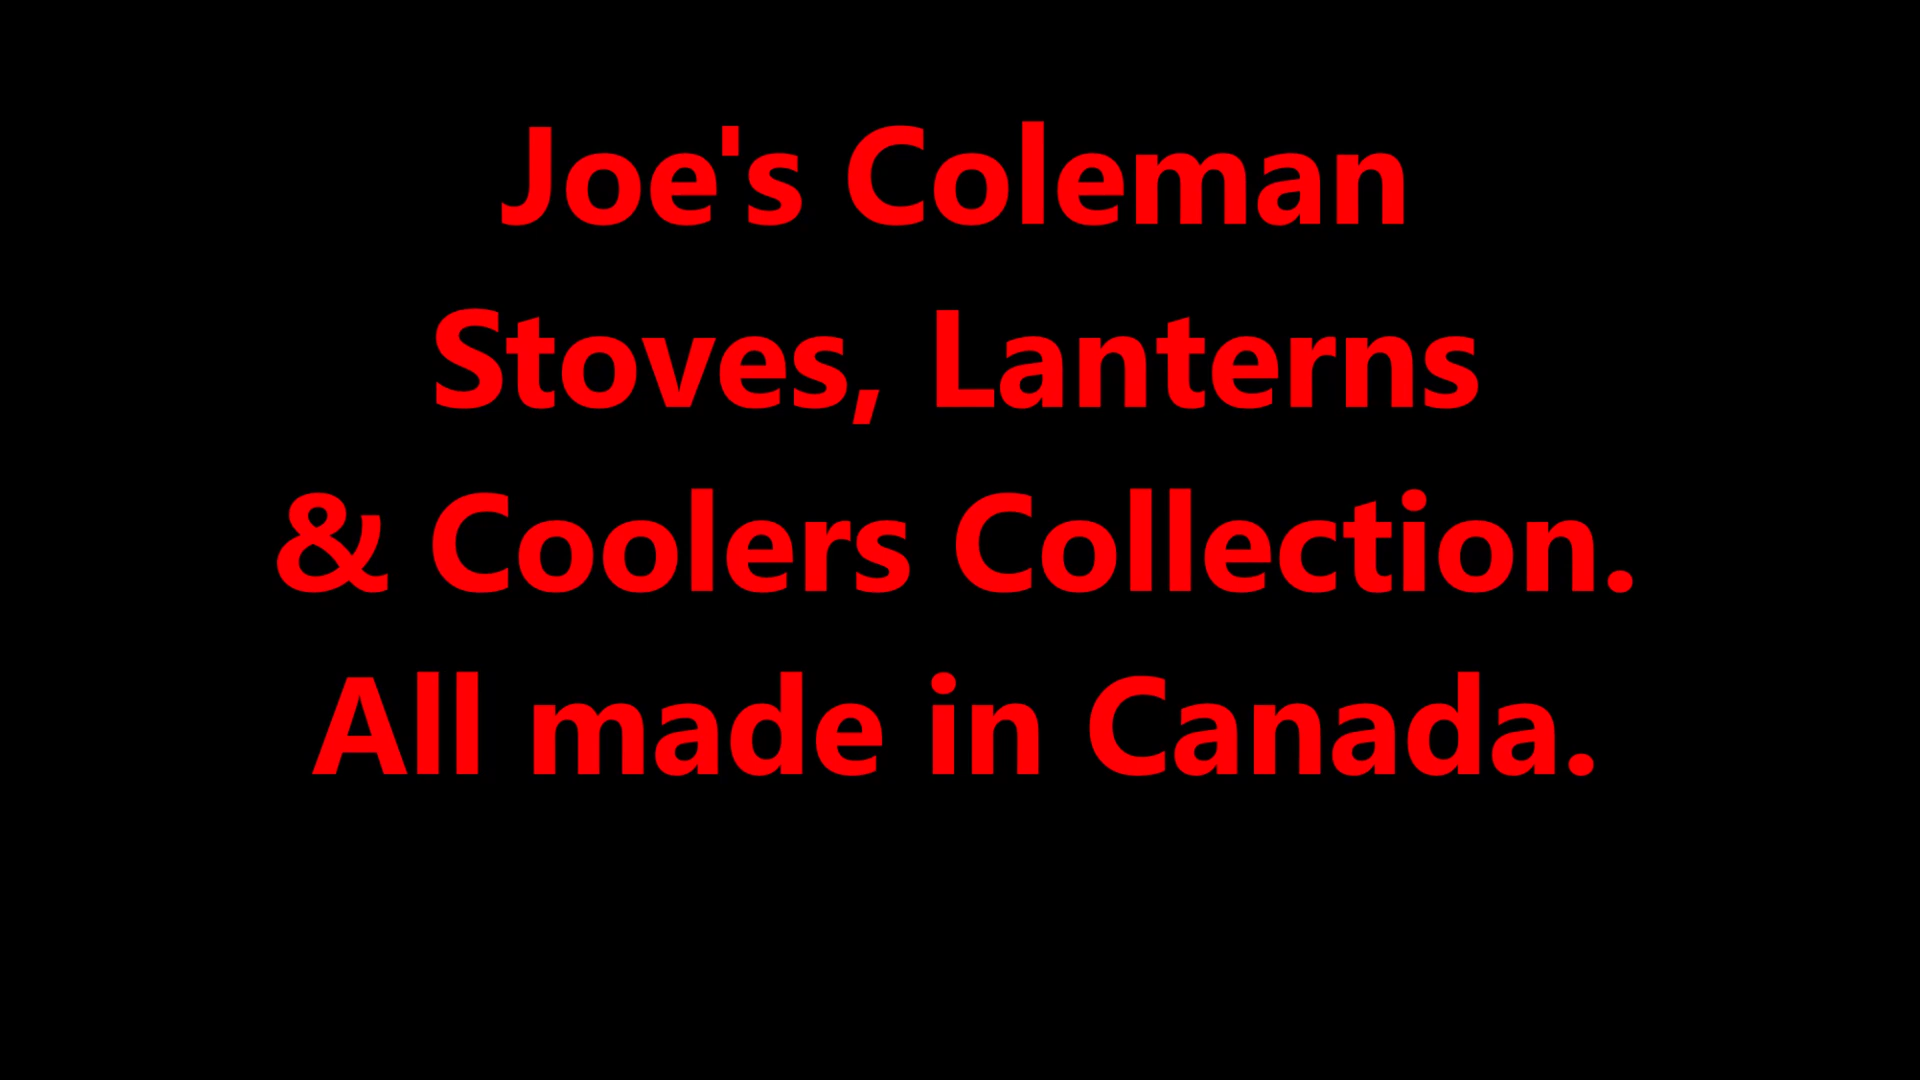 Joe's Coleman
Stoves, Lanterns
& Coolers Collection.
All made in Canada.